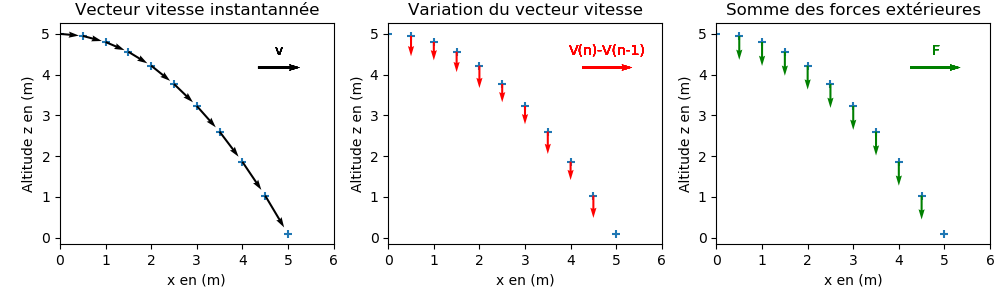 Vecteur vitesse instantannée
Variation du vecteur vitesse
Somme des forces extérieures
v
V(n)-V(n-1)
F
Altitude z en (m)
5
4
3
2
1
0
0 1 2 3 4 5 6
x en (m)
Altitude z en (m)
5
4
3
2
1
0
0 1 2 3 4 5 6
x en (m)
Altitude z en (m)
5
4
3
2
1
0
0 1 2 3 4 5 6
x en (m)